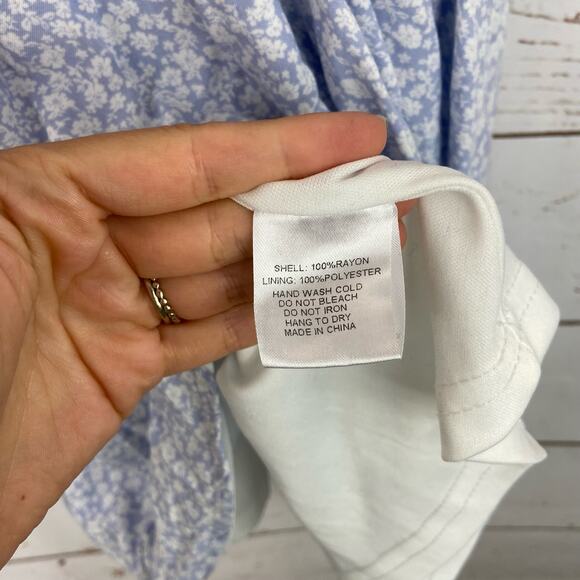 SHELL: 100%RAYON
LINING: 100%POLYESTER
HAND WASH COLD
DO NOT BLEACH
DO NOT IRON
HANG TO DRY
MADE IN CHINA